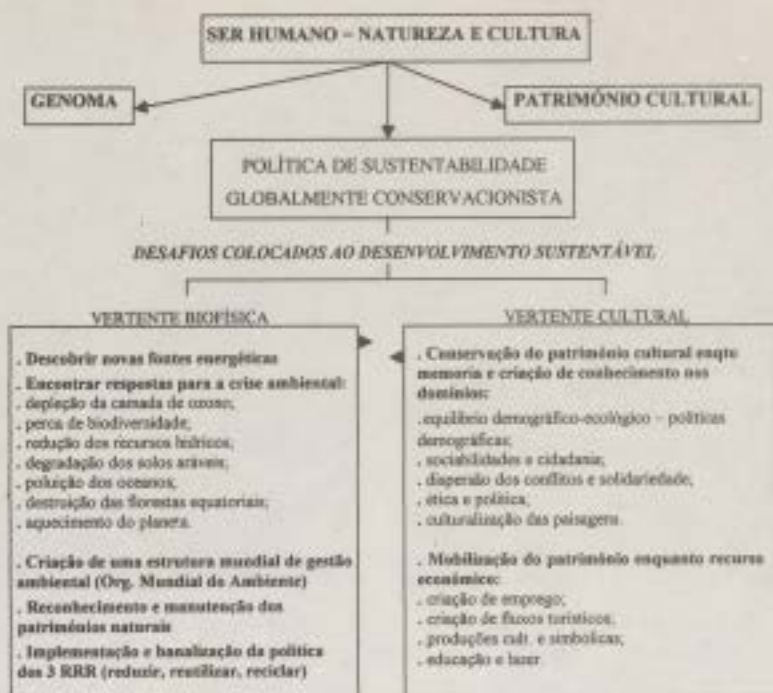 SER HUMANO – NATUREZA E CULTURA
GENOMA
PATRIMÓNIO CULTURAL
POLÍTICA DE SUSTENTABILIDADE
GLOBALMENTE CONSERVACIONISTA
DESAFIOS COLOCADOS AO DESENVOLVIMENTO SUSTENTÁVEL
VERTENTE BIOFÍSICA
. Descobrir novas fontes energéticas
. Encontrar respostas para a crise ambiental:
. depleção da camada de ozono;
. perca de biodiversidade;
. redução dos recursos hídricos;
. degradação dos solos aráveis;
. poluição dos oceanos;
. destruição das florestas equatoriais;
. aquecimento do planeta.
. Criação de uma estrutura mundial de gestão
ambiental (Org. Mundial do Ambiente)
. Reconhecimento e manutenção dos
patrimónios naturais
. Implementação e banalização da política
dos 3 RRR (reduzir, reutilizar, reciclar)
VERTENTE CULTURAL
. Conservação do património cultural enqto
memoria e criação de conhecimento nos
domínios:
. equilíbrio demográfico-ecológico – políticas
demográficas;
. sociabilidades e cidadania;
. dispersão dos conflitos e solidariedade;
. ética e política;
. culturalização das paisagens.
. Mobilização do património enquanto recurso
económico:
. criação de emprego;
. criação de fluxos turísticos;
. produções cult. e simbolicas;
. educação e lazer.